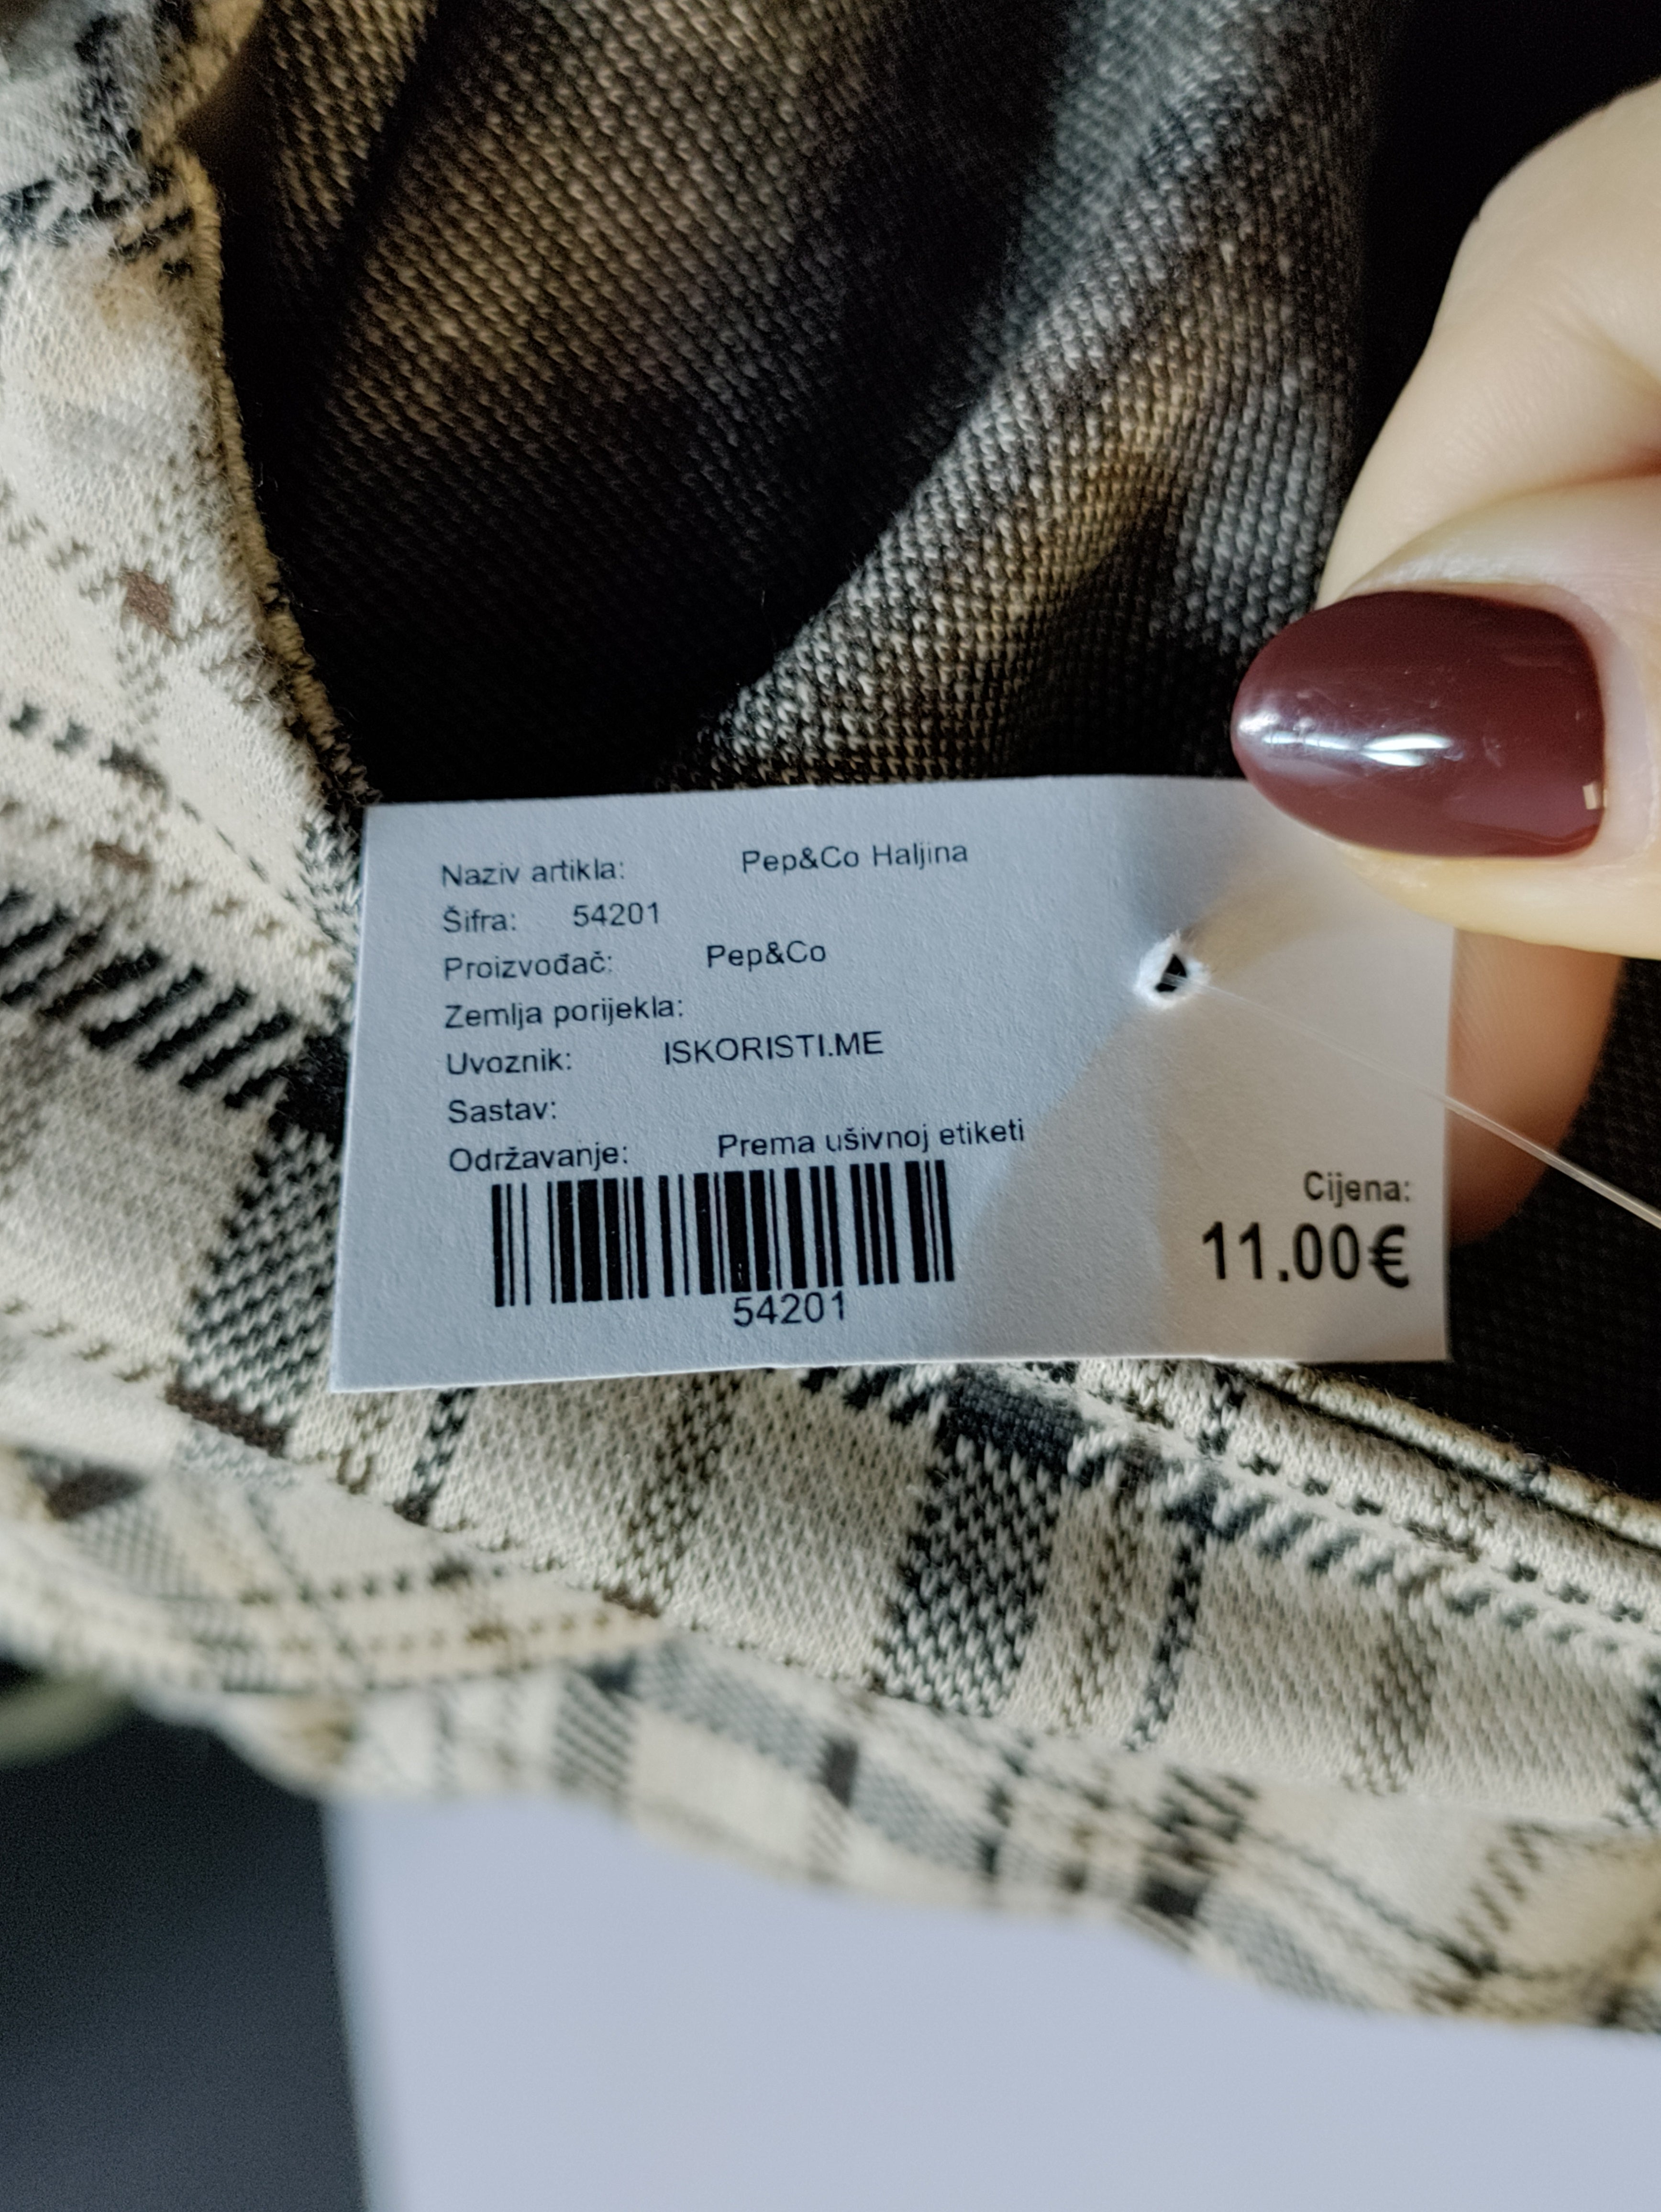 Naziv artikla: Pep&Co Haljina
Šifra: 54201
Proizvođač: Pep&Co
Zemlja porijekla:
Uvoznik: ISKORISTI.ME
Sastav:
Održavanje: Prema ušivnoj etiketi
54201
Cijena:
11.00€